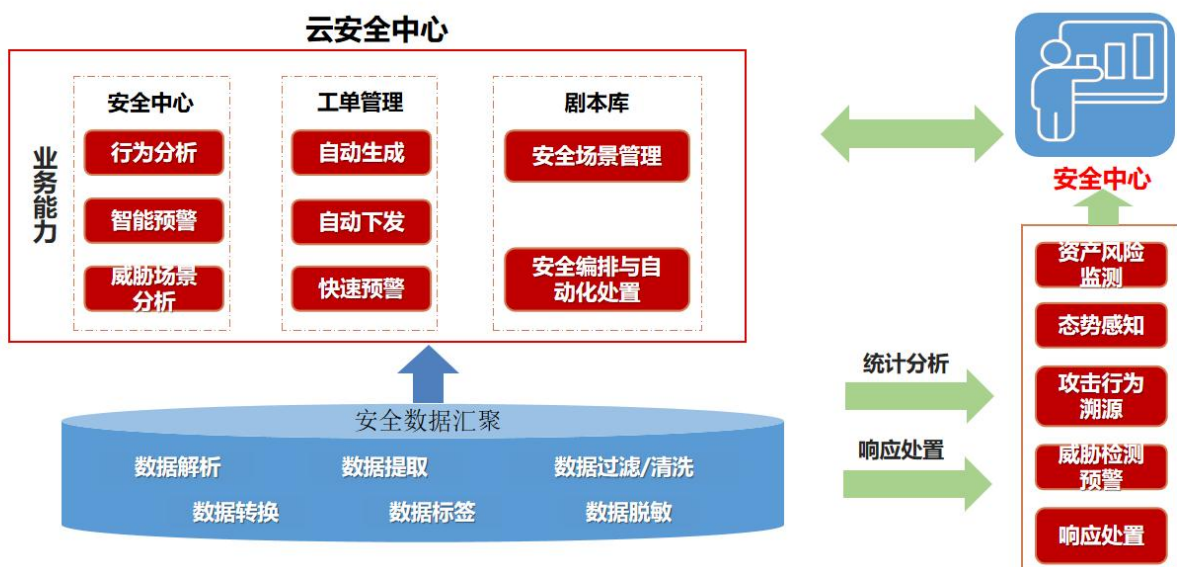 云安全中心
业务能力
安全中心
行为分析
智能预警
威胁场景
分析
工单管理
自动生成
自动下发
快速预警
剧本库
安全场景管理
安全编排与自
动化处置
安全数据汇聚
数据解析
数据提取
数据过滤/清洗
数据转换
数据标签
数据脱敏
统计分析
响应处置
安全中心
资产风险
监测
态势感知
攻击行为
溯源
威胁检测
预警
响应处置